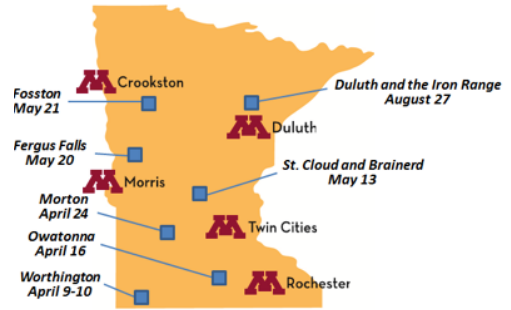 Crookston
Fosston
May 21
Duluth and the Iron Range
August 27
Duluth
Fergus Falls
May 20
St. Cloud and Brainerd
May 13
Morris
Morton
April 24
Twin Cities
Owatonna
April 16
Worthington
April 9-10
Rochester